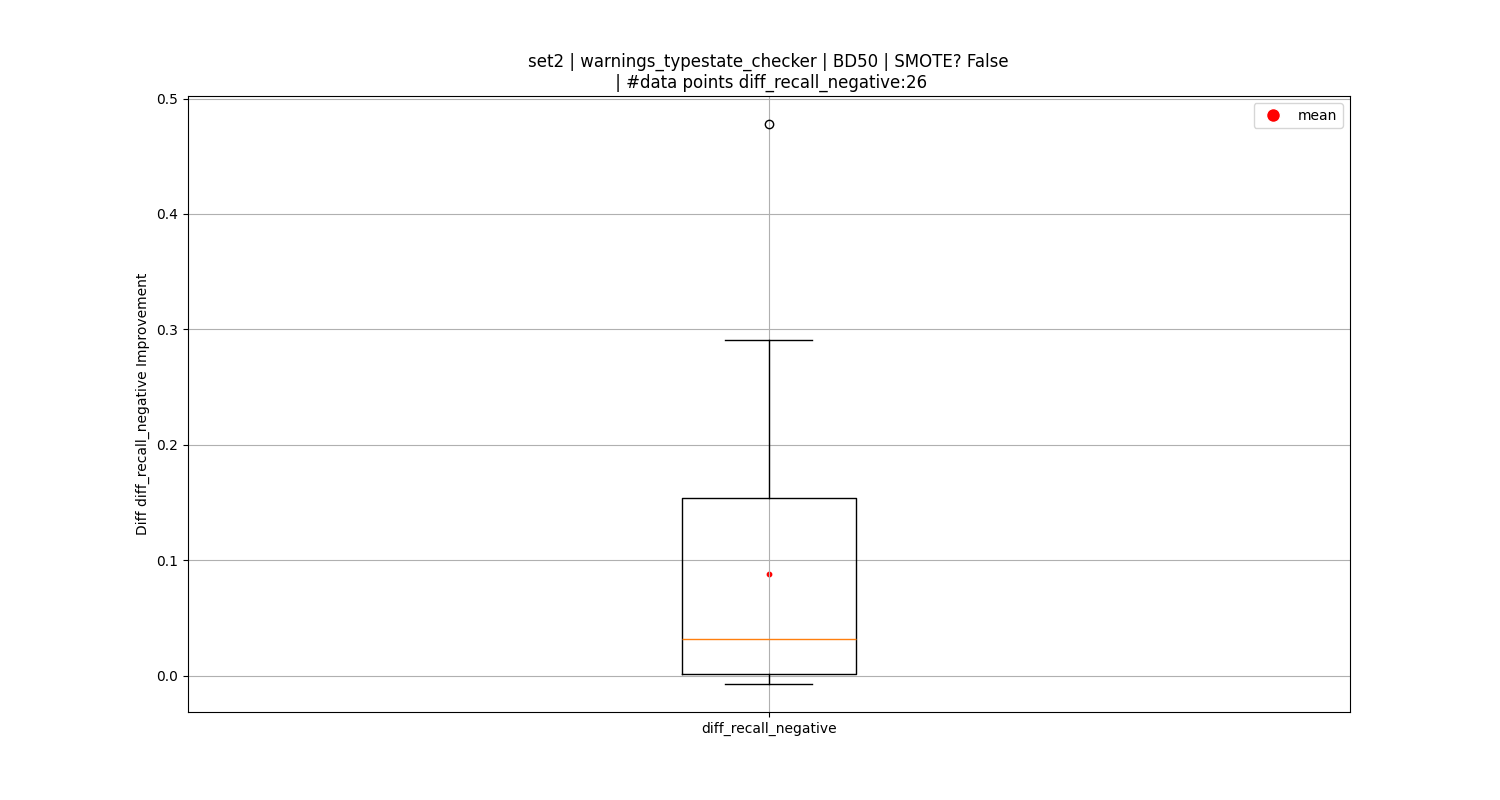 set2 | warnings_typestate_checker | BD50 | SMOTE? False
| #data points diff_recall_negative:26
mean
0.5
0.4
0.3
0.2
0.1
0.0
Diff diff_recall_negative Improvement
diff_recall_negative